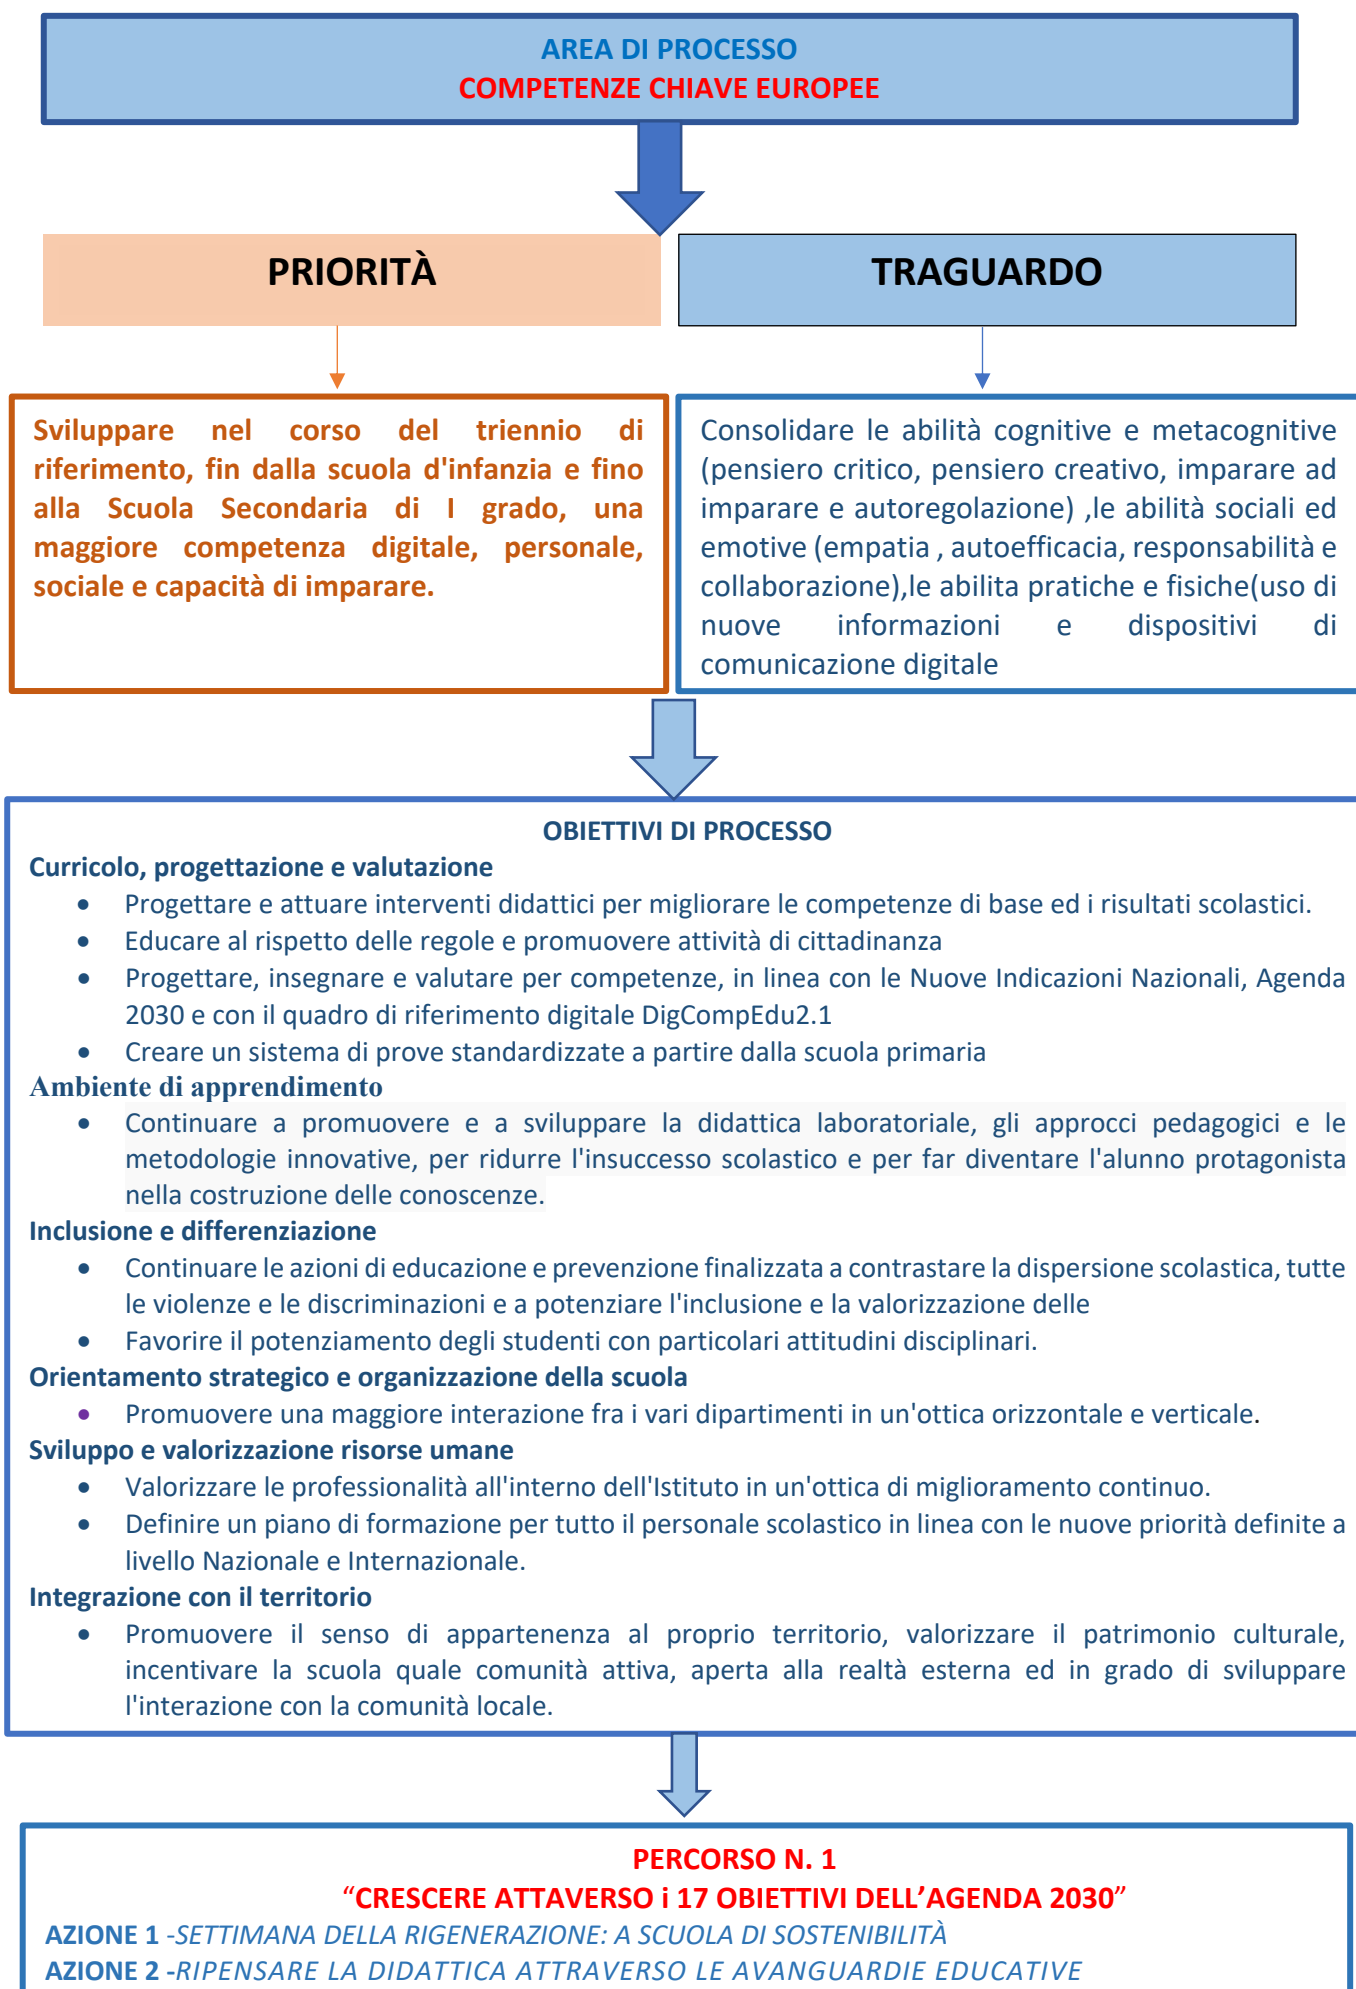 AREA DI PROCESSO
COMPETENZE CHIAVE EUROPEE
PRIORITÀ
TRAGUARDO
Sviluppare nel corso del triennio di
riferimento, fin dalla scuola d'infanzia e fino
alla Scuola Secondaria di I grado, una
maggiore competenza digitale, personale,
sociale e capacità di imparare.
Consolidare le abilità cognitive e metacognitive
(pensiero critico, pensiero creativo, imparare ad
imparare e autoregolazione) ,le abilità sociali ed
emotive (empatia , autoefficacia, responsabilità e
collaborazione),le abilita pratiche e fisiche(uso di
nuove informazioni e dispositivi di
comunicazione digitale
OBIETTIVI DI PROCESSO
Curricolo, progettazione e valutazione
• Progettare e attuare interventi didattici per migliorare le competenze di base ed i risultati scolastici.
• Educare al rispetto delle regole e promuovere attività di cittadinanza
• Progettare, insegnare e valutare per competenze, in linea con le Nuove Indicazioni Nazionali, Agenda
2030 e con il quadro di riferimento digitale DigCompEdu2.1
• Creare un sistema di prove standardizzate a partire dalla scuola primaria
Ambiente di apprendimento
• Continuare a promuovere e a sviluppare la didattica laboratoriale, gli approcci pedagogici e le
metodologie innovative, per ridurre l'insuccesso scolastico e per far diventare l'alunno protagonista
nella costruzione delle conoscenze.
Inclusione e differenziazione
• Continuare le azioni di educazione e prevenzione finalizzata a contrastare la dispersione scolastica, tutte
le violenze e le discriminazioni e a potenziare l'inclusione e la valorizzazione delle
• Favorire il potenziamento degli studenti con particolari attitudini disciplinari.
Orientamento strategico e organizzazione della scuola
• Promuovere una maggiore interazione fra i vari dipartimenti in un'ottica orizzontale e verticale.
Sviluppo e valorizzazione risorse umane
• Valorizzare le professionalità all'interno dell'Istituto in un'ottica di miglioramento continuo.
• Definire un piano di formazione per tutto il personale scolastico in linea con le nuove priorità definite a
livello Nazionale e Internazionale.
Integrazione con il territorio
• Promuovere il senso di appartenenza al proprio territorio, valorizzare il patrimonio culturale,
incentivare la scuola quale comunità attiva, aperta alla realtà esterna ed in grado di sviluppare
l'interazione con la comunità locale.
PERCORSO N. 1
“CRESCERE ATTAVERSO i 17 OBIETTIVI DELL’AGENDA 2030”
AZIONE 1 -SETTIMANA DELLA RIGENERAZIONE: A SCUOLA DI SOSTENIBILITÀ
AZIONE 2 -RIPENSARE LA DIDATTICA ATTRAVERSO LE AVANGUARDIE EDUCATIVE